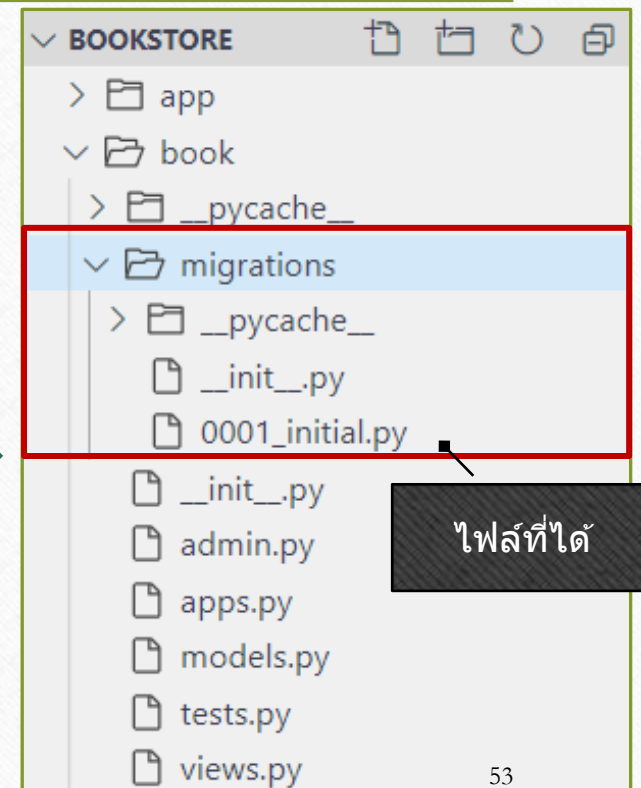 BOOKSTORE
app
book
__pycache__
migrations
__pycache__
__init__.py
0001_initial.py
__init__.py
ไฟล์ที่ได้
admin.py
apps.py
models.py
tests.py
views.py
53